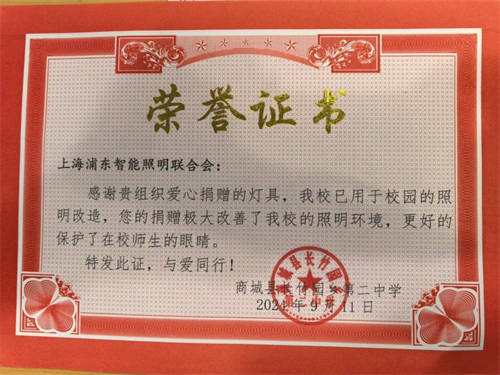 荣誉证书
上海浦东智能照明联合会：
感谢贵组织爱心捐赠的灯具，我校已用于校园的照
明改造，您的捐赠极大改善了我校的照明环境，更好的
保护了在校师生的眼睛。
特发此证，与爱同行！
商城县长竹园乡第二中学
2024年9月11日